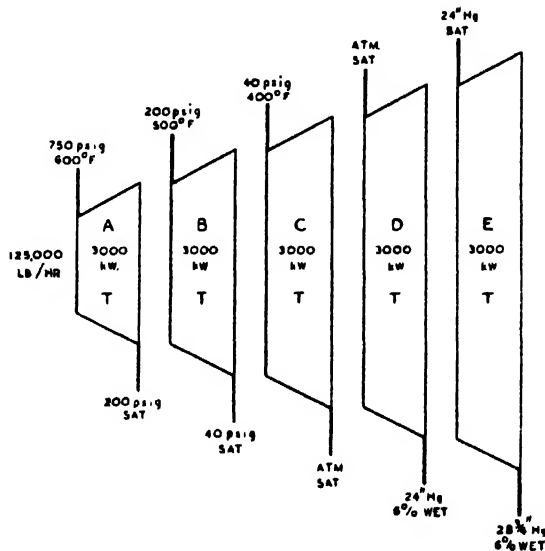 750 psig
600°F
A
3000
kW.
T
125,000
LB/HR
200 psig
SAT
200 psig
500°F
B
3000
kW
T
40 psig
SAT
40 psig
400°F
C
3000
kW
T
ATM
SAT
ATM.
SAT
D
3000
kW
T
24"Hg
6% WET
24"Hg
SAT
E
3000
kW
T
28¾"Hg
6% WET